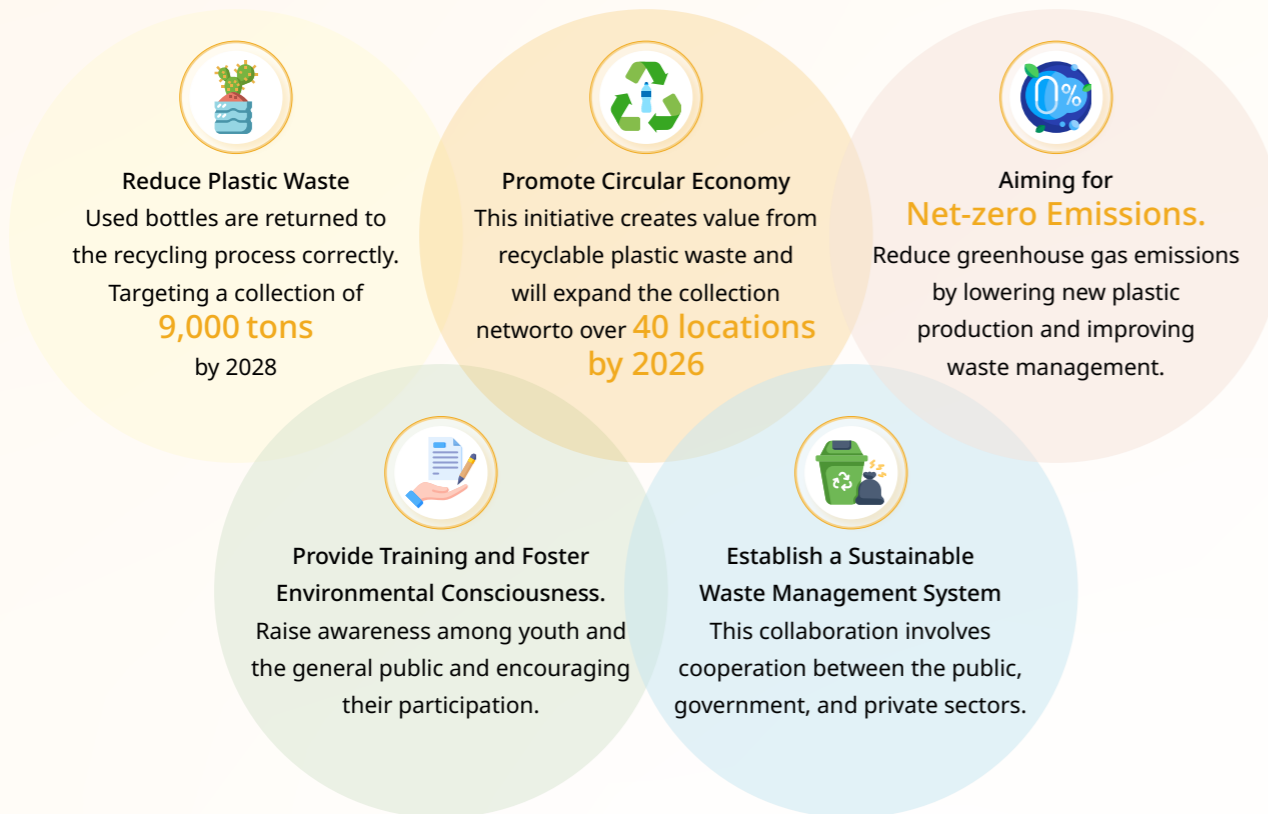 Reduce Plastic Waste
Used bottles are returned to
the recycling process correctly.
Targeting a collection of
9,000 tons
by 2028
Promote Circular Economy
This initiative creates value from
recyclable plastic waste and
will expand the collection
networto over 40 locations
by 2026
0%
Aiming for
Net-zero Emissions.
Reduce greenhouse gas emissions
by lowering new plastic
production and improving
waste management.
Provide Training and Foster
Environmental Consciousness.
Raise awareness among youth and
the general public and encouraging
their participation.
Establish a Sustainable
Waste Management System
This collaboration involves
cooperation between the public,
government, and private sectors.